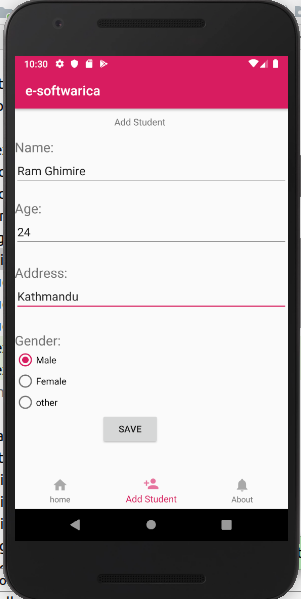 10:30
e-softwarica
Add Student
Name:
Ram Ghimire
Age:
24
Address:
Kathmandu
Gender:
Male
Female
other
SAVE
home Add Student About